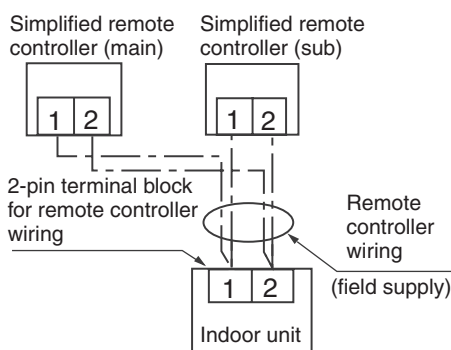 Simplified remote
controller (main)
Simplified remote
controller (sub)
1 2
1 2
2-pin terminal block
for remote controller
wiring
Remote
controller
wiring
(field supply)
1 2
Indoor unit